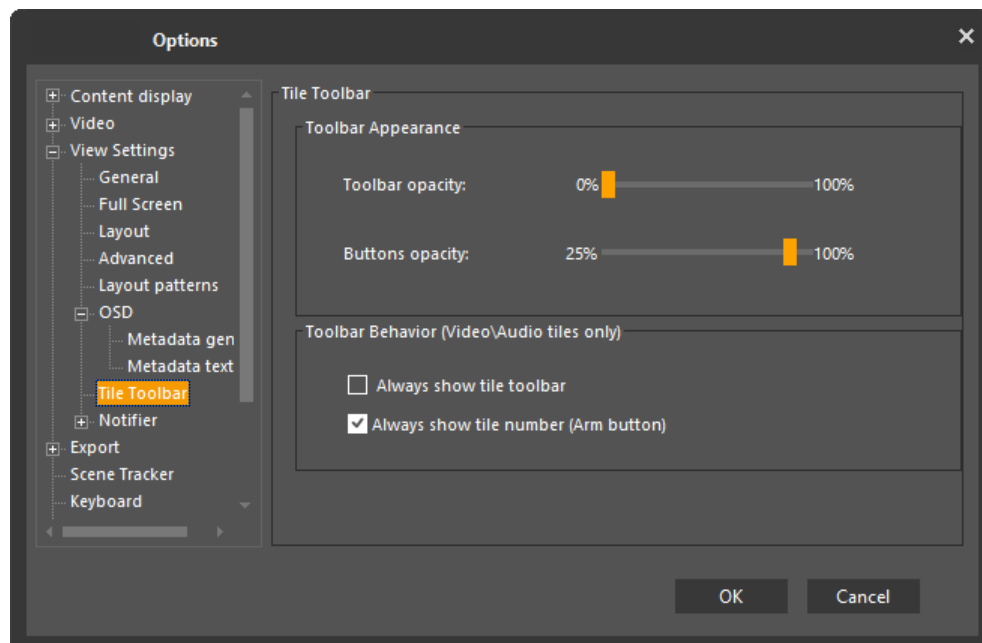 Options
Content display
Video
View Settings
General
Full Screen
Layout
Advanced
Layout patterns
OSD
Metadata gen
Metadata text
Tile Toolbar
Notifier
Export
Scene Tracker
Keyboard
Tile Toolbar
Toolbar Appearance
Toolbar opacity: 0% 100%
Buttons opacity: 25% 100%
Toolbar Behavior (Video\Audio tiles only)
Always show tile toolbar
Always show tile number (Arm button)
OK Cancel